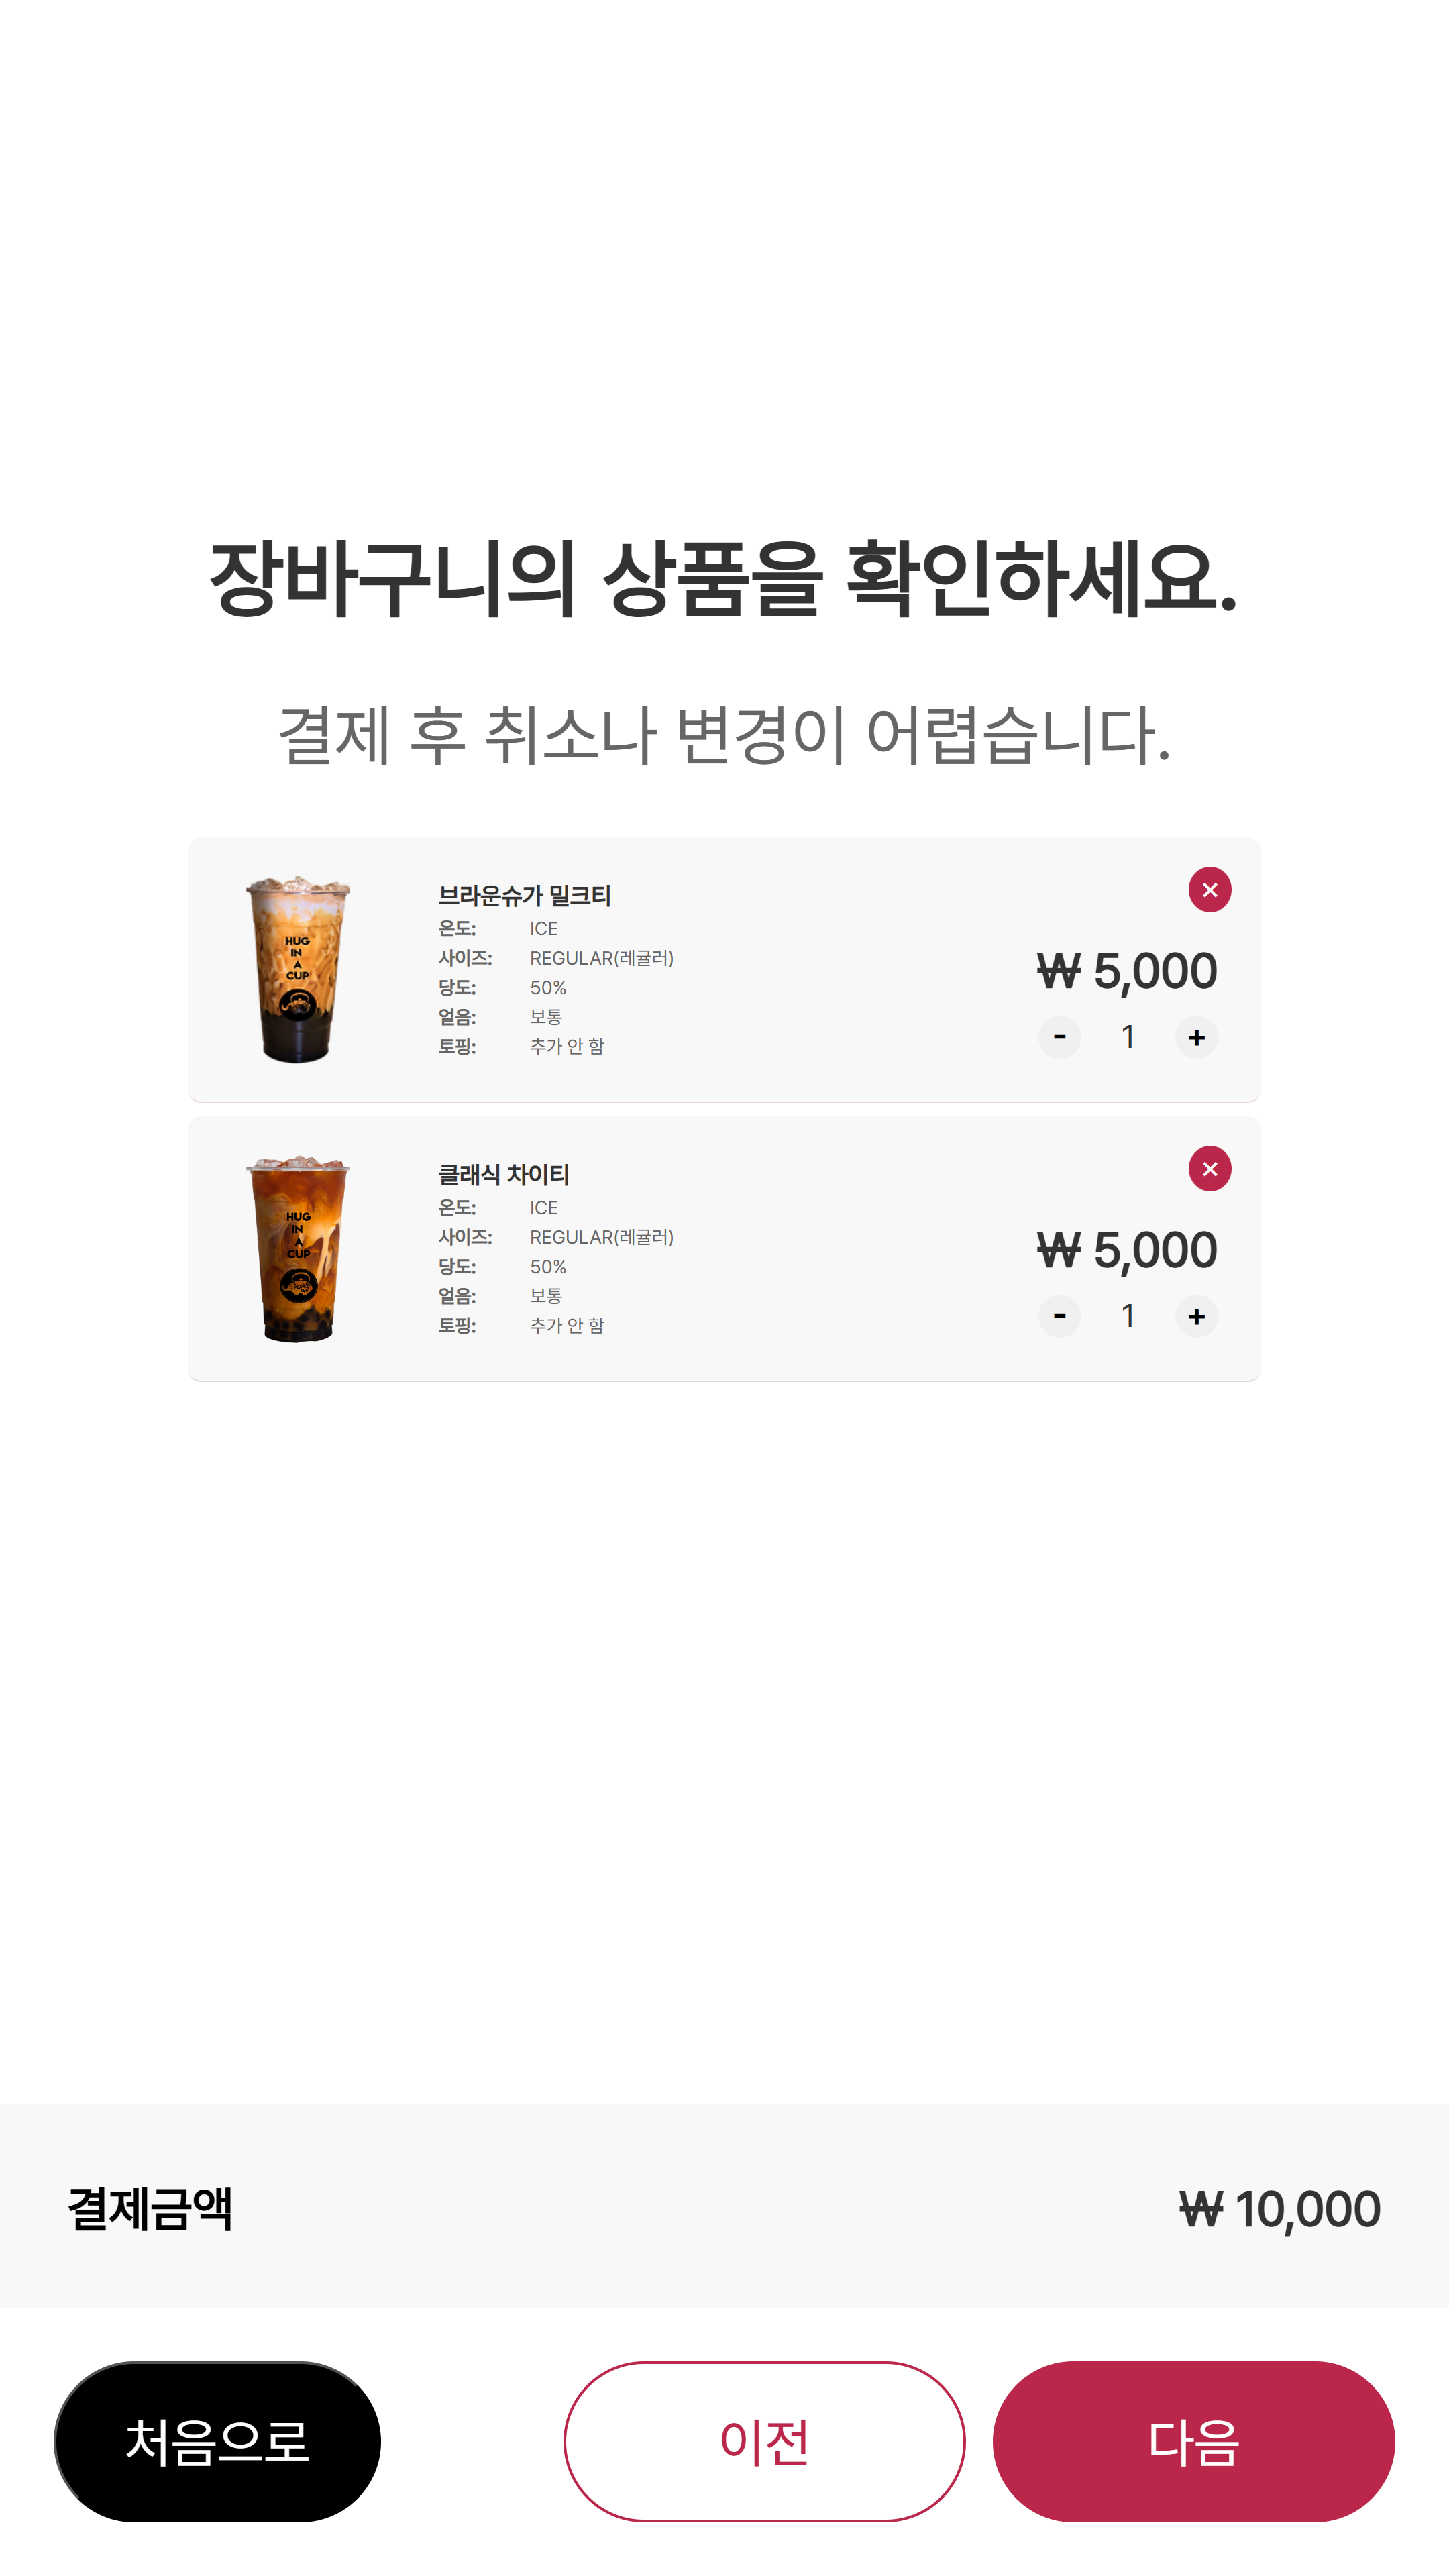 장바구니의 상품을 확인하세요.
결제 후 취소나 변경이 어렵습니다.
HUG
IN
A
CUP
브라운슈가 밀크티
온도: ICE
사이즈: REGULAR(레귤러)
당도: 50%
얼음: 보통
토핑: 추가 안 함
×
₩ 5,000
- 1 +
HUG
IN
A
CUP
클래식 차이티
온도: ICE
사이즈: REGULAR(레귤러)
당도: 50%
얼음: 보통
토핑: 추가 안 함
×
₩ 5,000
- 1 +
결제금액 ₩ 10,000
처음으로 이전 다음